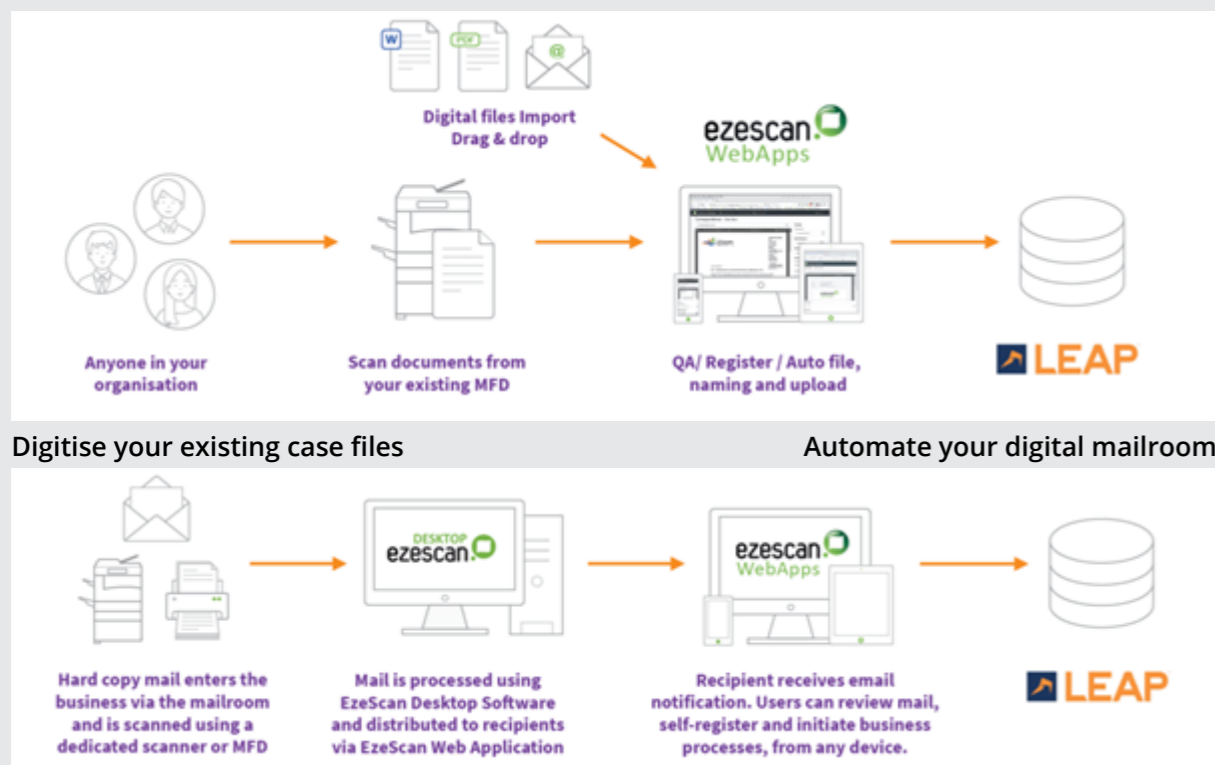 W
PDF
@
Digital files Import
Drag & drop
ezescan
WebApps
Anyone in your
organisation
Scan documents from
your existing MFD
QA/ Register / Auto file,
naming and upload
LEAP
Digitise your existing case files
Automate your digital mailroom
DESKTOP
ezescan
ezescan
WebApps
Hard copy mail enters the
business via the mailroom
and is scanned using a
dedicated scanner or MFD
Mail is processed using
EzeScan Desktop Software
and distributed to recipients
via EzeScan Web Application
Recipient receives email
notification. Users can review mail,
self-register and initiate business
processes, from any device.
LEAP